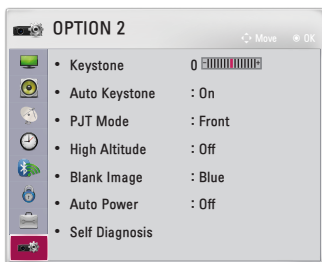 OPTION 2
Move OK
• Keystone 0
• Auto Keystone : On
• PJT Mode : Front
• High Altitude : Off
• Blank Image : Blue
• Auto Power : Off
• Self Diagnosis